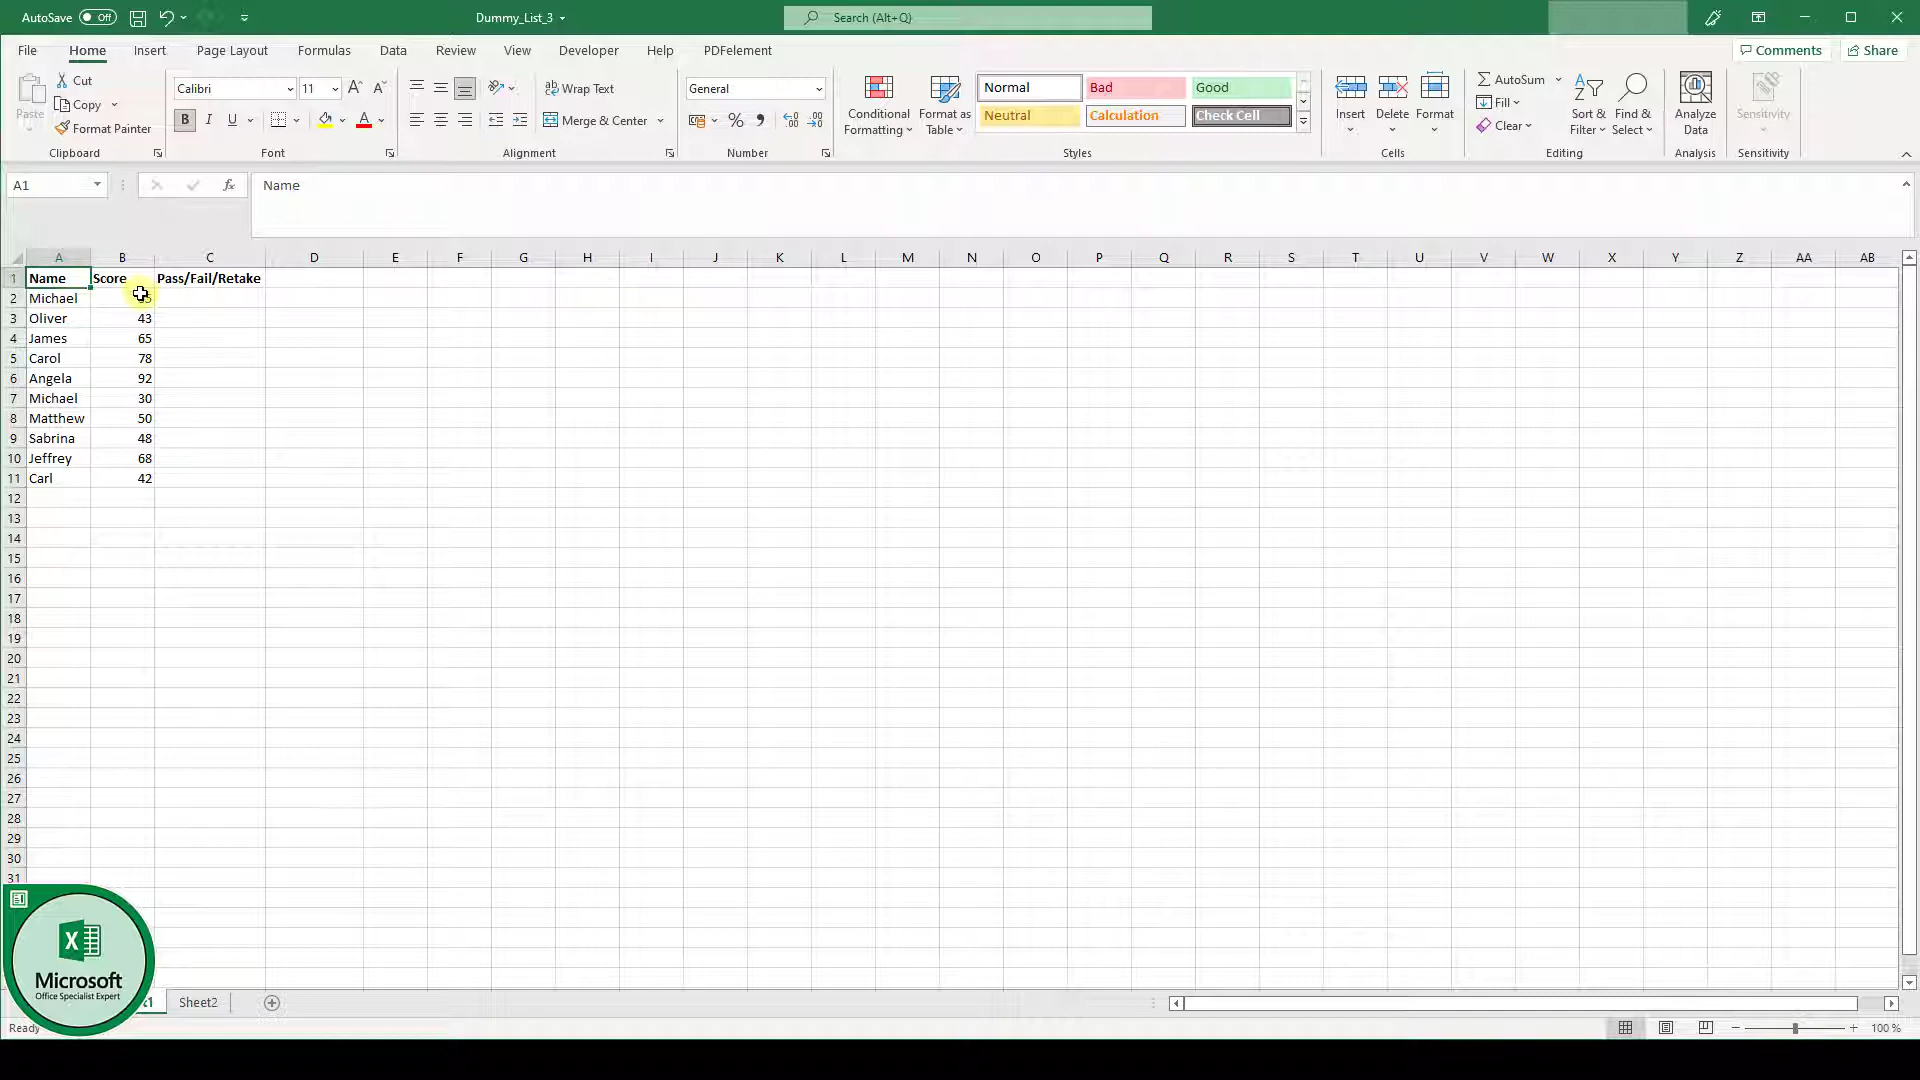 AutoSave Off Dummy_List_3 Search (Alt+Q)
File Home Insert Page Layout Formulas Data Review View Developer Help PDFelement Comments Share
Paste Cut Copy Format Painter Clipboard
Calibri 11 B I U A Font
Wrap Text Merge & Center Alignment
General % Number
Conditional Formatting Format as Table Normal Bad Good Neutral Calculation Check Cell Styles
Insert Delete Format Cells
AutoSum Fill Clear Sort & Filter Find & Select Editing
Analyze Data Analysis
Sensitivity Sensitivity
A1 fx Name
A B C D E F G H I J K L M N O P Q R S T U V W X Y Z AA AB
1 Name Score Pass/Fail/Retake
2 Michael
3 Oliver 43
4 James 65
5 Carol 78
6 Angela 92
7 Michael 30
8 Matthew 50
9 Sabrina 48
10 Jeffrey 68
11 Carl 42
12
13
14
15
16
17
18
19
20
21
22
23
24
25
26
27
28
29
30
31
X
Microsoft
Office Specialist Expert
Sheet2
Ready 100 %